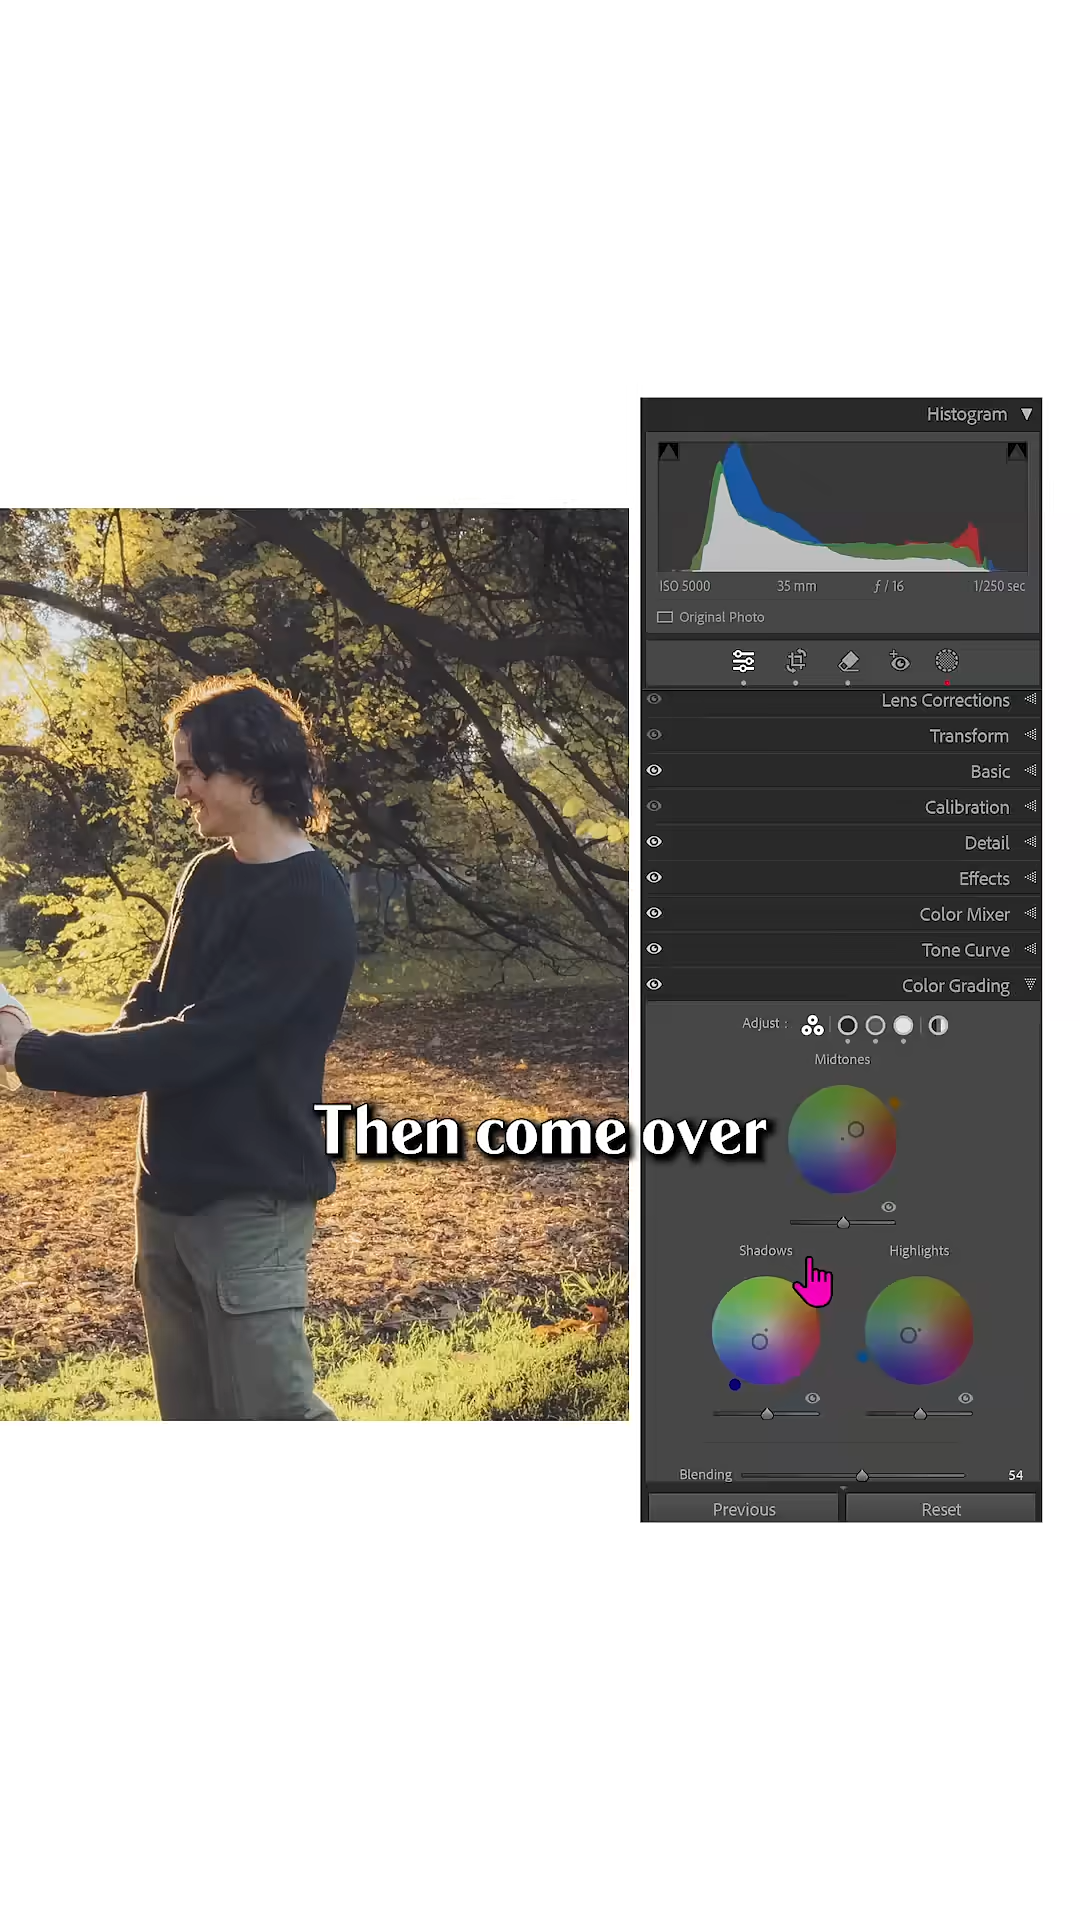 Histogram
ISO 5000 35 mm ƒ / 16 1/250 sec
Original Photo
Lens Corrections
Transform
Basic
Calibration
Detail
Effects
Color Mixer
Tone Curve
Color Grading
Adjust :
Midtones
Then come over
Shadows Highlights
Blending 54
Previous Reset